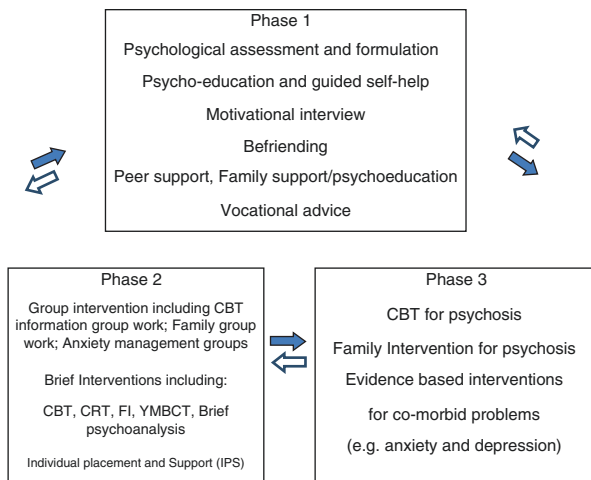 Phase 1
Psychological assessment and formulation
Psycho-education and guided self-help
Motivational interview
Befriending
Peer support, Family support/psychoeducation
Vocational advice
Phase 2
Group intervention including CBT
information group work; Family group
work; Anxiety management groups
Brief Interventions including:
CBT, CRT, FI, YMBCT, Brief
psychoanalysis
Individual placement and Support (IPS)
Phase 3
CBT for psychosis
Family Intervention for psychosis
Evidence based interventions
for co-morbid problems
(e.g. anxiety and depression)